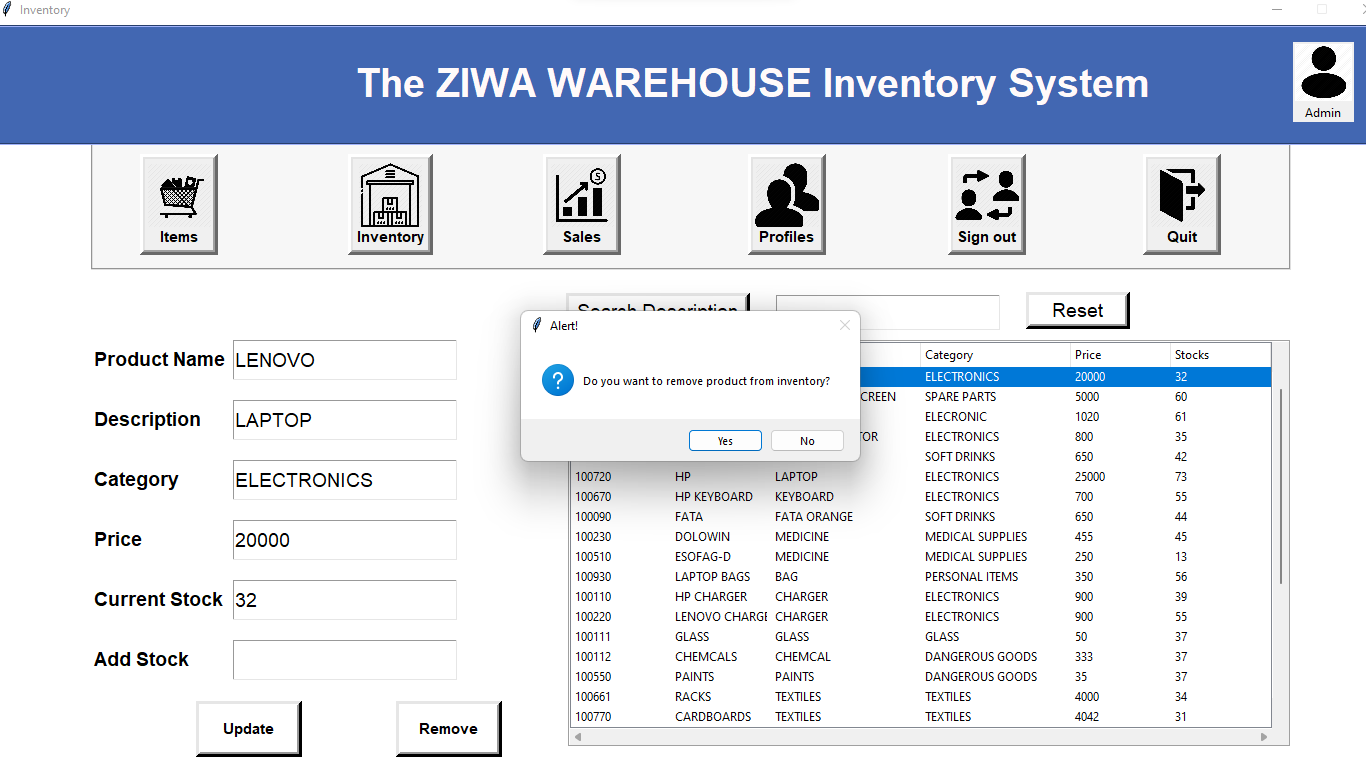 Inventory
The ZIWA WAREHOUSE Inventory System
Admin
Items Inventory Sales Profiles Sign out Quit
Search Description Reset
Product Name LENOVO
Description LAPTOP
Category ELECTRONICS
Price 20000
Current Stock 32
Add Stock
Update Remove
Alert!
Do you want to remove product from inventory?
Yes No
Category Price Stocks
ELECTRONICS 20000 32
CREEN SPARE PARTS 5000 60
ELECRONIC 1020 61
TOR ELECTRONICS 800 35
SOFT DRINKS 650 42
100720 HP LAPTOP ELECTRONICS 25000 73
100670 HP KEYBOARD KEYBOARD ELECTRONICS 700 55
100090 FATA FATA ORANGE SOFT DRINKS 650 44
100230 DOLOWIN MEDICINE MEDICAL SUPPLIES 455 45
100510 ESOFAG-D MEDICINE MEDICAL SUPPLIES 250 13
100930 LAPTOP BAGS BAG PERSONAL ITEMS 350 56
100110 HP CHARGER CHARGER ELECTRONICS 900 39
100220 LENOVO CHARGE CHARGER ELECTRONICS 900 55
100111 GLASS GLASS GLASS 50 37
100112 CHEMCALS CHEMCAL DANGEROUS GOODS 333 37
100550 PAINTS PAINTS DANGEROUS GOODS 35 37
100661 RACKS TEXTILES TEXTILES 4000 34
100770 CARDBOARDS TEXTILES TEXTILES 4042 31